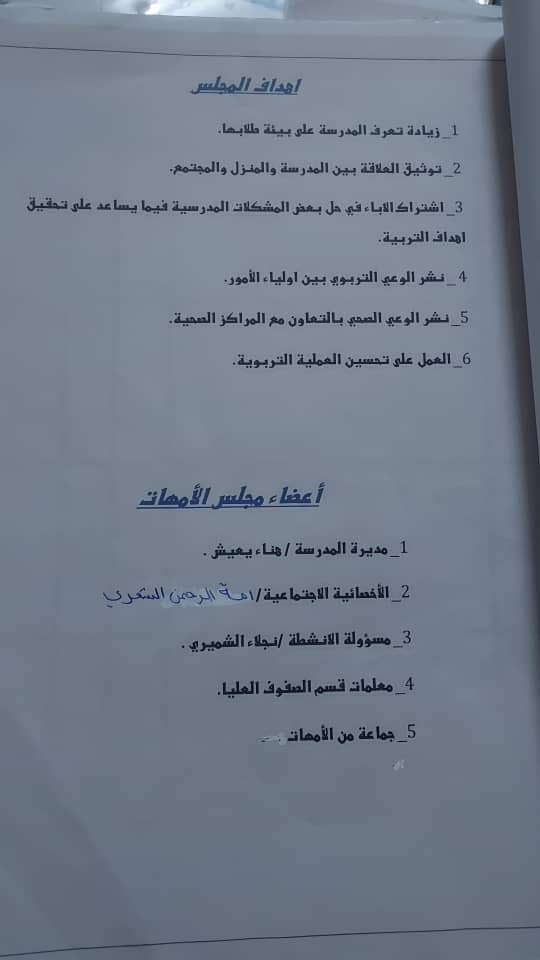 اهداف المجلس
1_ زيادة تعرف المدرسة على بيئة طلابها.
2_ توثيق العلاقة بين المدرسة والمنزل والمجتمع.
3_ اشتراك الاباء في حل بعض المشكلات المدرسية فيما يساعد على تحقيق
اهداف التربية.
4_ نشر الوعي التربوي بين اولياء الأمور.
5_ نشر الوعي الصحي بالتعاون مع المراكز الصحية.
6_ العمل على تحسين العملية التربوية.
أعضاء مجلس الأمهات
1_ مديرة المدرسة / هناء يعيش .
2_ الأخصائية الاجتماعية/ امة الرحمن
3_ مسؤولة الانشطة /نجلاء الشميري .
4_ معلمات قسم الصفوف العليا.
5_ جماعة من الأمهات